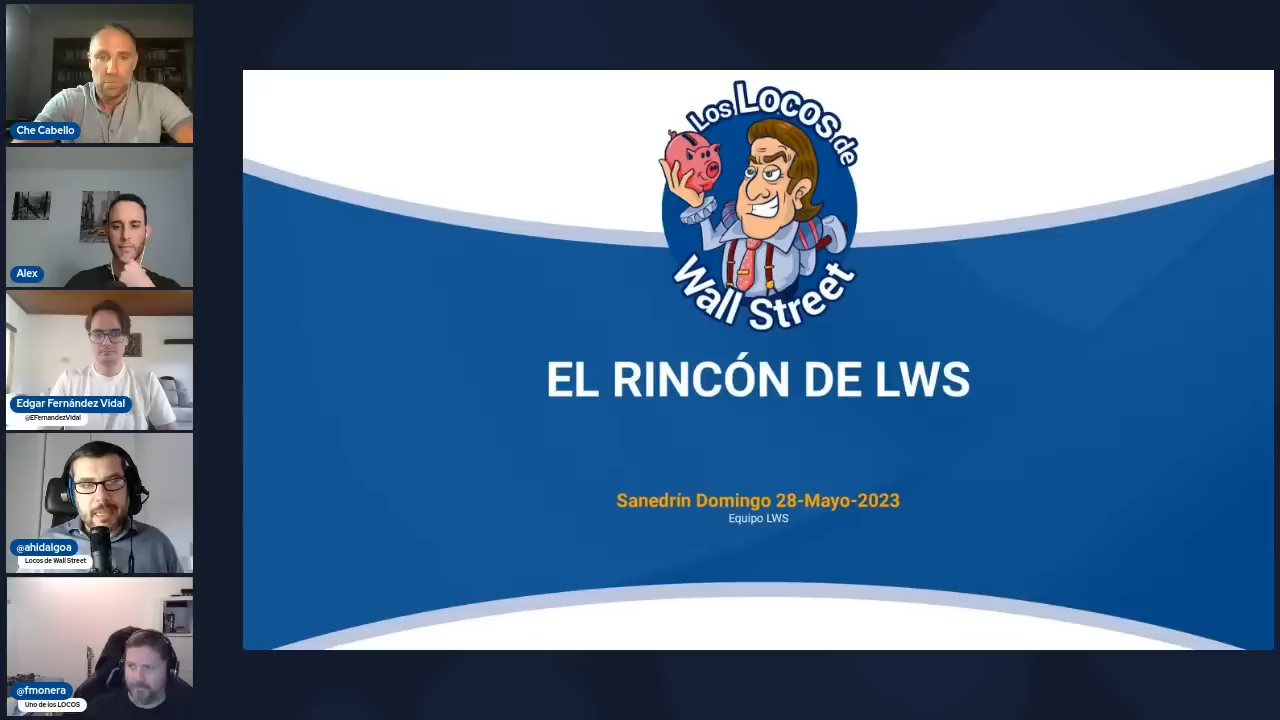 Che Cabello
Alex
Edgar Fernández Vidal
@EFernandezVidal
@ahidalgoa
Locos de Wall Street
@fmonera
Uno de los LOCOS
Los Locos de
Wall Street
EL RINCÓN DE LWS
Sanedrín Domingo 28-Mayo-2023
Equipo LWS